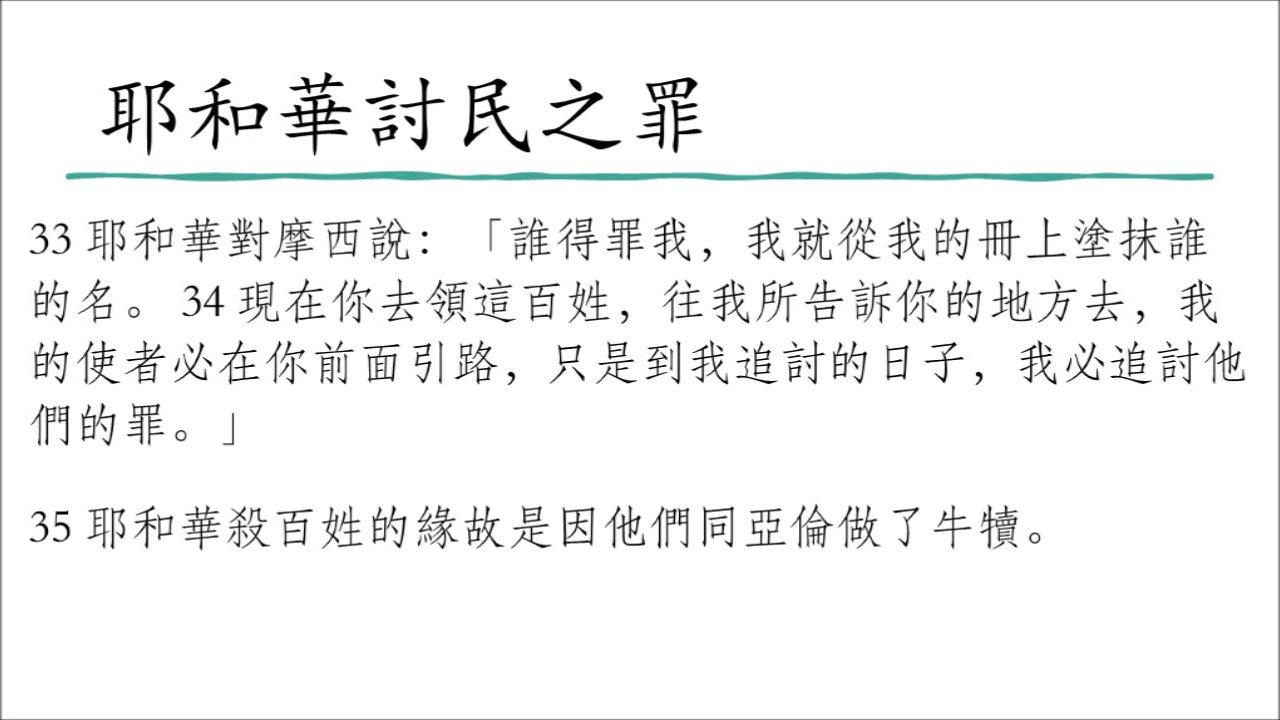 耶和華討民之罪
33 耶和華對摩西說：「誰得罪我，我就從我的冊上塗抹誰
的名。 34 現在你去領這百姓，往我所告訴你的地方去，我
的使者必在你前面引路，只是到我追討的日子，我必追討他
們的罪。」
35 耶和華殺百姓的緣故是因他們同亞倫做了牛犢。